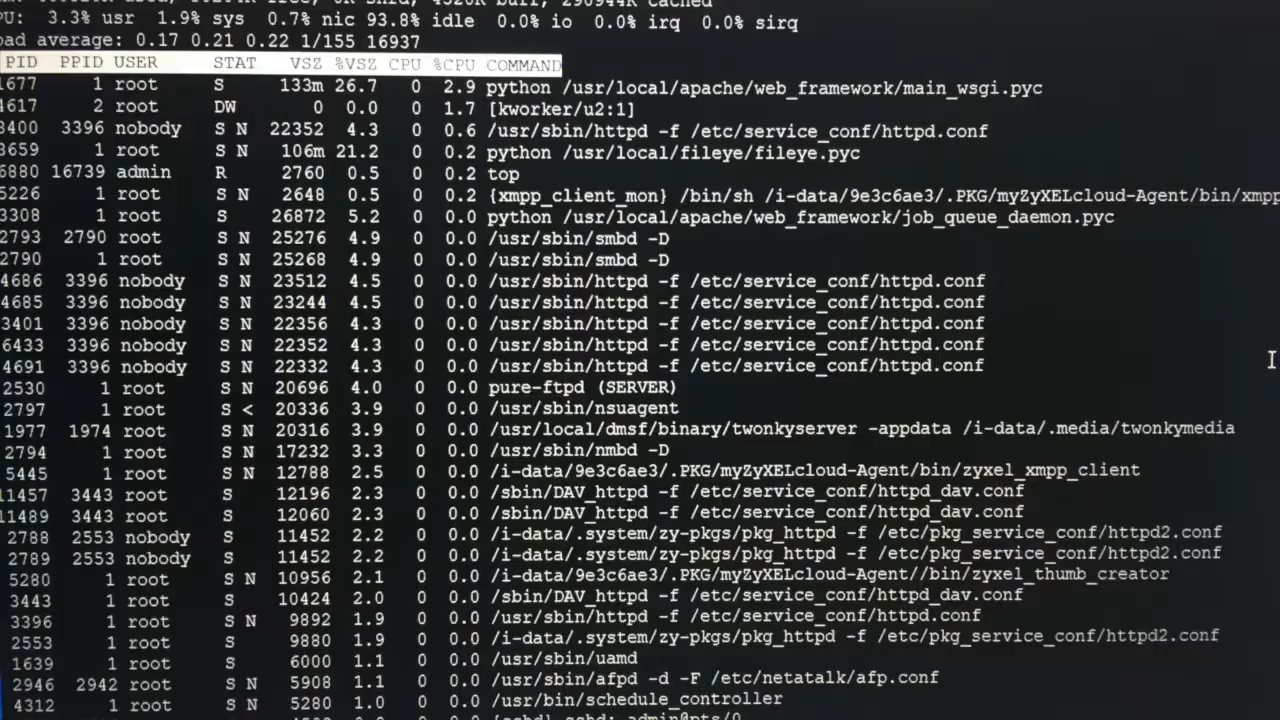 buff, 290944K cached
PU: 3.3% usr 1.9% sys 0.7% nic 93.8% idle 0.0% io 0.0% irq 0.0% sirq
oad average: 0.17 0.21 0.22 1/155 16937
PID PPID USER STAT VSZ %VSZ CPU %CPU COMMAND
1677 1 root S 133m 26.7 0 2.9 python /usr/local/apache/web_framework/main_wsgi.pyc
4617 2 root DW 0 0.0 0 1.7 [kworker/u2:1]
3400 3396 nobody S N 22352 4.3 0 0.6 /usr/sbin/httpd -f /etc/service_conf/httpd.conf
3659 1 root S N 106m 21.2 0 0.2 python /usr/local/fileye/fileye.pyc
6880 16739 admin R 2760 0.5 0 0.2 top
5226 1 root S N 2648 0.5 0 0.2 {xmpp_client_mon} /bin/sh /i-data/9e3c6ae3/.PKG/myZyXELcloud-Agent/bin/xmpp
3308 1 root S 26872 5.2 0 0.0 python /usr/local/apache/web_framework/job_queue_daemon.pyc
2793 2790 root S N 25276 4.9 0 0.0 /usr/sbin/smbd -D
2790 1 root S N 25268 4.9 0 0.0 /usr/sbin/smbd -D
4686 3396 nobody S N 23512 4.5 0 0.0 /usr/sbin/httpd -f /etc/service_conf/httpd.conf
4685 3396 nobody S N 23244 4.5 0 0.0 /usr/sbin/httpd -f /etc/service_conf/httpd.conf
3401 3396 nobody S N 22356 4.3 0 0.0 /usr/sbin/httpd -f /etc/service_conf/httpd.conf
6433 3396 nobody S N 22352 4.3 0 0.0 /usr/sbin/httpd -f /etc/service_conf/httpd.conf
4691 3396 nobody S N 22332 4.3 0 0.0 /usr/sbin/httpd -f /etc/service_conf/httpd.conf
2530 1 root S N 20696 4.0 0 0.0 pure-ftpd (SERVER)
2797 1 root S < 20336 3.9 0 0.0 /usr/sbin/nsuagent
1977 1974 root S N 20316 3.9 0 0.0 /usr/local/dmsf/binary/twonkyserver -appdata /i-data/.media/twonkymedia
2794 1 root S N 17232 3.3 0 0.0 /usr/sbin/nmbd -D
5445 1 root S N 12788 2.5 0 0.0 /i-data/9e3c6ae3/.PKG/myZyXELcloud-Agent/bin/zyxel_xmpp_client
11457 3443 root S 12196 2.3 0 0.0 /sbin/DAV_httpd -f /etc/service_conf/httpd_dav.conf
11489 3443 root S 12060 2.3 0 0.0 /sbin/DAV_httpd -f /etc/service_conf/httpd_dav.conf
2788 2553 nobody S 11452 2.2 0 0.0 /i-data/.system/zy-pkgs/pkg_httpd -f /etc/pkg_service_conf/httpd2.conf
2789 2553 nobody S 11452 2.2 0 0.0 /i-data/.system/zy-pkgs/pkg_httpd -f /etc/pkg_service_conf/httpd2.conf
5280 1 root S N 10956 2.1 0 0.0 /i-data/9e3c6ae3/.PKG/myZyXELcloud-Agent//bin/zyxel_thumb_creator
3443 1 root S 10424 2.0 0 0.0 /sbin/DAV_httpd -f /etc/service_conf/httpd_dav.conf
3396 1 root S N 9892 1.9 0 0.0 /usr/sbin/httpd -f /etc/service_conf/httpd.conf
2553 1 root S 9880 1.9 0 0.0 /i-data/.system/zy-pkgs/pkg_httpd -f /etc/pkg_service_conf/httpd2.conf
1639 1 root S 6000 1.1 0 0.0 /usr/sbin/uamd
2946 2942 root S N 5908 1.1 0 0.0 /usr/sbin/afpd -d -F /etc/netatalk/afp.conf
4312 1 root S N 5280 1.0 0 0.0 /usr/bin/schedule_controller
{sshd} sshd: admin@pts/0